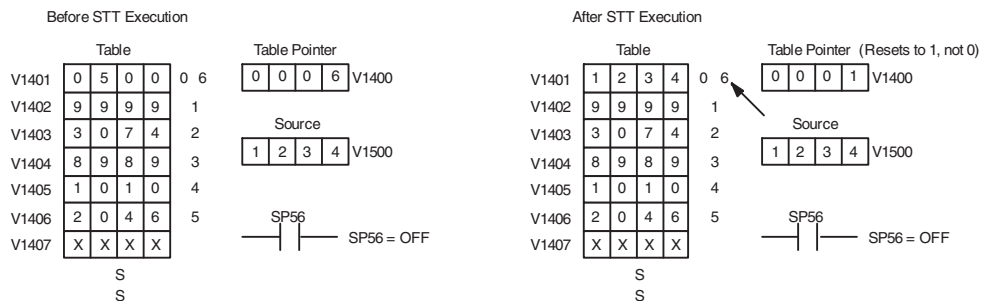 Before STT Execution
Table
Table Pointer
V1401 0 5 0 0 0 6
0 0 0 6 V1400
V1402 9 9 9 9 1
V1403 3 0 7 4 2
Source
V1404 8 9 8 9 3
1 2 3 4 V1500
V1405 1 0 1 0 4
V1406 2 0 4 6 5
SP56
SP56 = OFF
V1407 X X X X
S
S
After STT Execution
Table
Table Pointer (Resets to 1, not 0)
V1401 1 2 3 4 0 6
0 0 0 1 V1400
V1402 9 9 9 9 1
V1403 3 0 7 4 2
Source
V1404 8 9 8 9 3
1 2 3 4 V1500
V1405 1 0 1 0 4
V1406 2 0 4 6 5
SP56
SP56 = OFF
V1407 X X X X
S
S